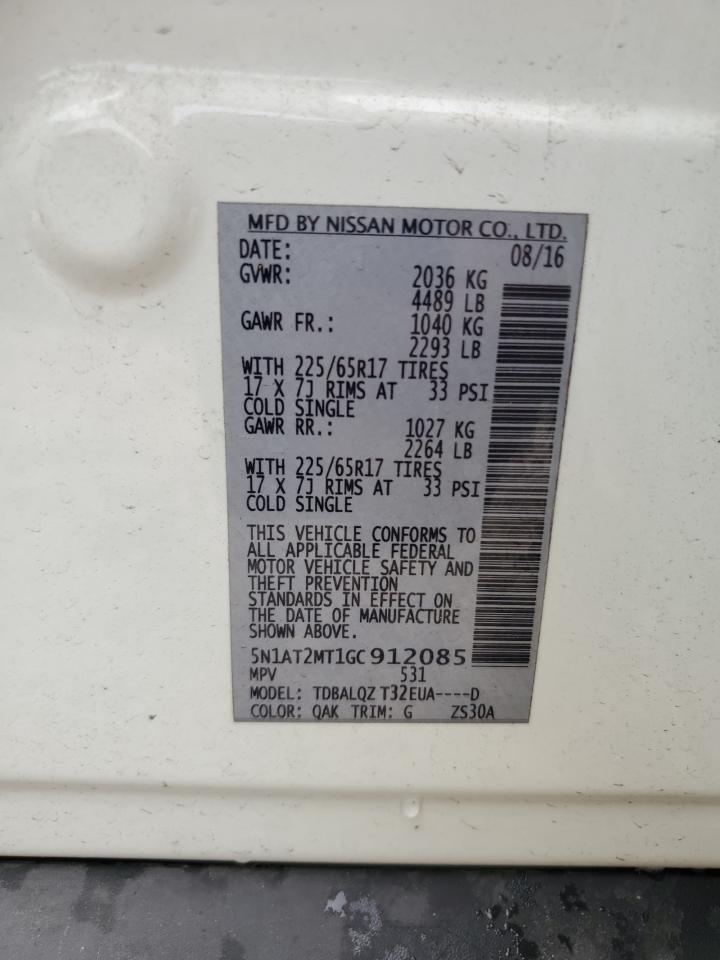 MFD BY NISSAN MOTOR CO., LTD.
DATE: 08/16
GVWR: 2036 KG
4489 LB
GAWR FR.: 1040 KG
2293 LB
WITH 225/65R17 TIRES
17 X 7J RIMS AT 33 PSI
COLD SINGLE
GAWR RR.: 1027 KG
2264 LB
WITH 225/65R17 TIRES
17 X 7J RIMS AT 33 PSI
COLD SINGLE
THIS VEHICLE CONFORMS TO
ALL APPLICABLE FEDERAL
MOTOR VEHICLE SAFETY AND
THEFT PREVENTION
STANDARDS IN EFFECT ON
THE DATE OF MANUFACTURE
SHOWN ABOVE.
5N1AT2MT1GC912085
MPV 531
MODEL: TDBALQZ T32EUA----D
COLOR: QAK TRIM: G ZS30A